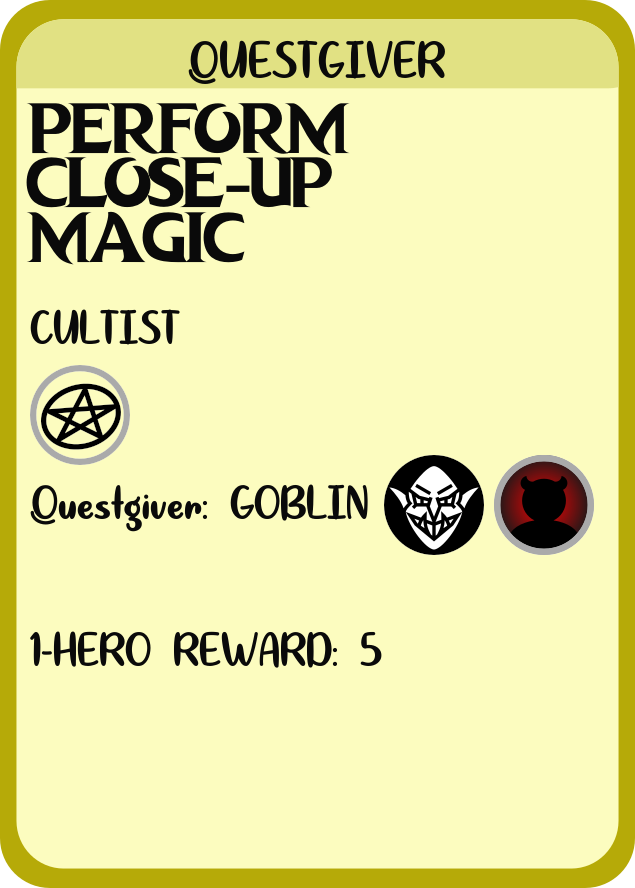 QUESTGIVER
PERFORM
CLOSE-UP
MAGIC
CULTIST
Questgiver: GOBLIN
1-HERO REWARD: 5